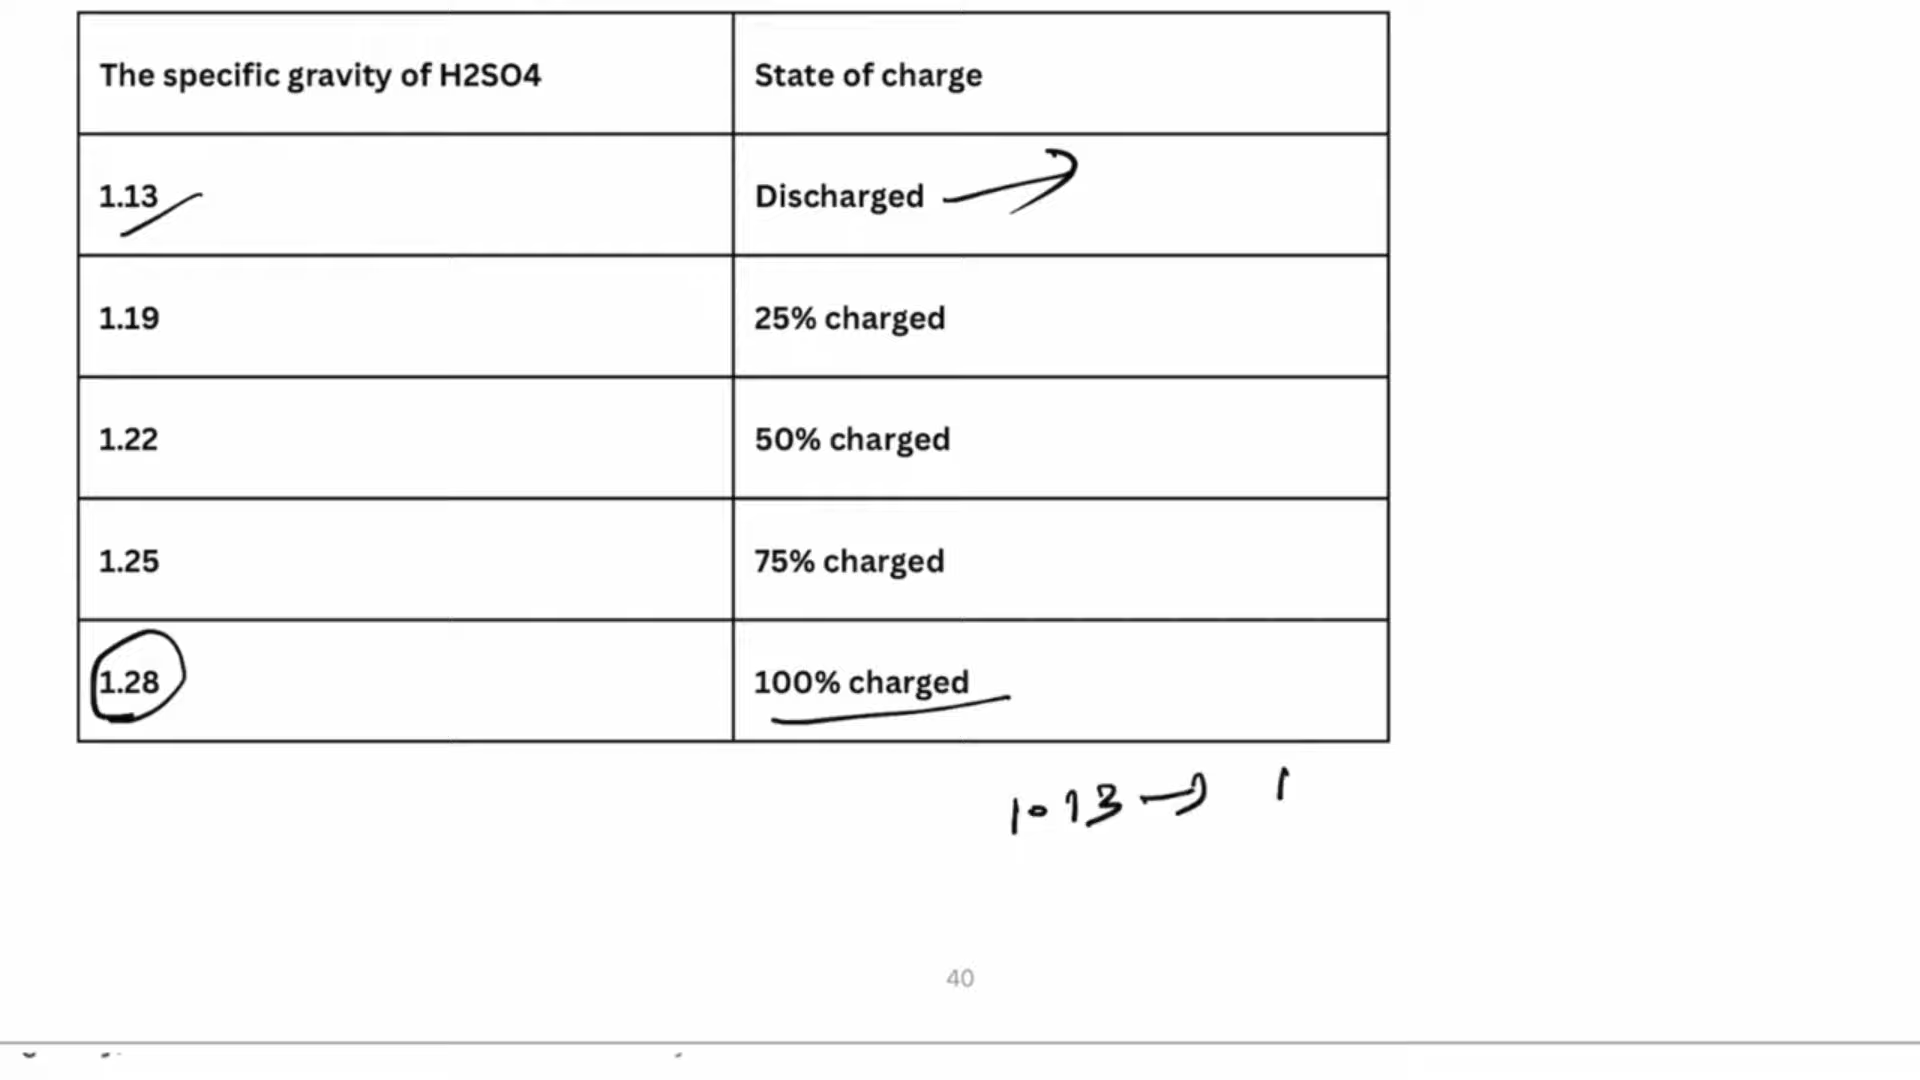 The specific gravity of H2SO4 State of charge
1.13 Discharged
1.19 25% charged
1.22 50% charged
1.25 75% charged
1.28 100% charged
1.13 → 1
40